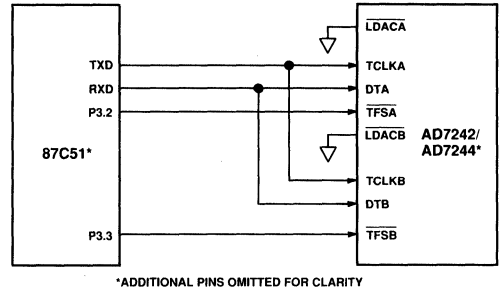 LDACA
TXD
TCLKA
RXD
DTA
P3.2
TFSA
LDACB
87C51*
AD7242/
AD7244*
TCLKB
DTB
P3.3
TFSB
*ADDITIONAL PINS OMITTED FOR CLARITY